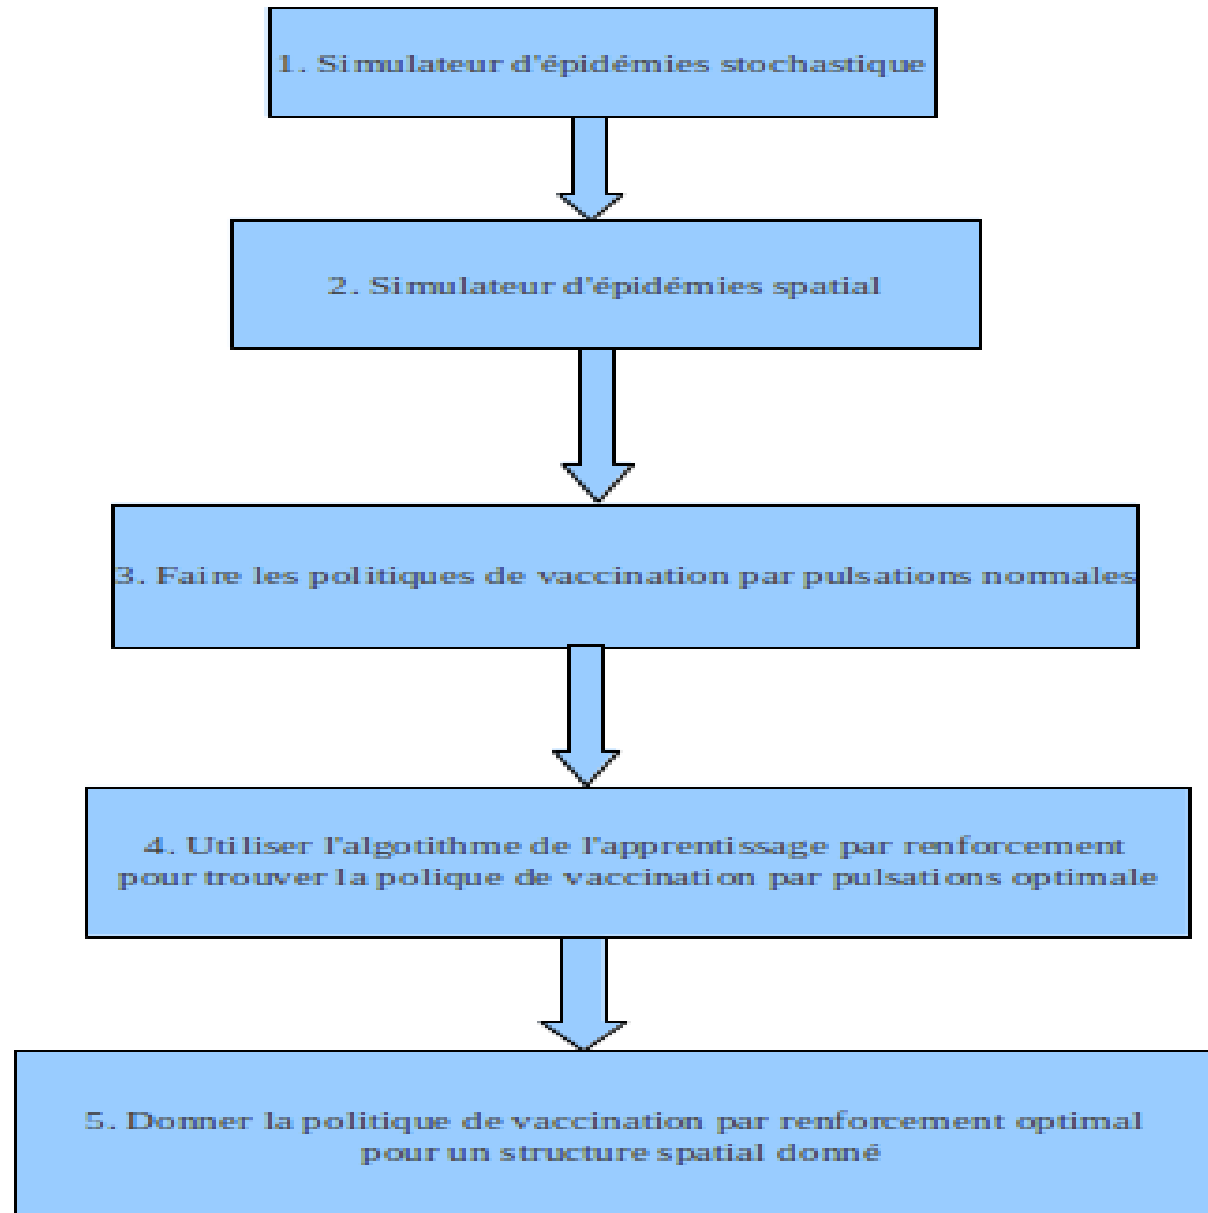 1. Simulateur d'épidémies stochastique
2. Simulateur d'épidémies spatial
3. Faire les politiques de vaccination par pulsations normales
4. Utiliser l'algotithme de l'apprentissage par renforcement
pour trouver la polique de vaccination par pulsations optimale
5. Donner la politique de vaccination par renforcement optimal
pour un structure spatial donné